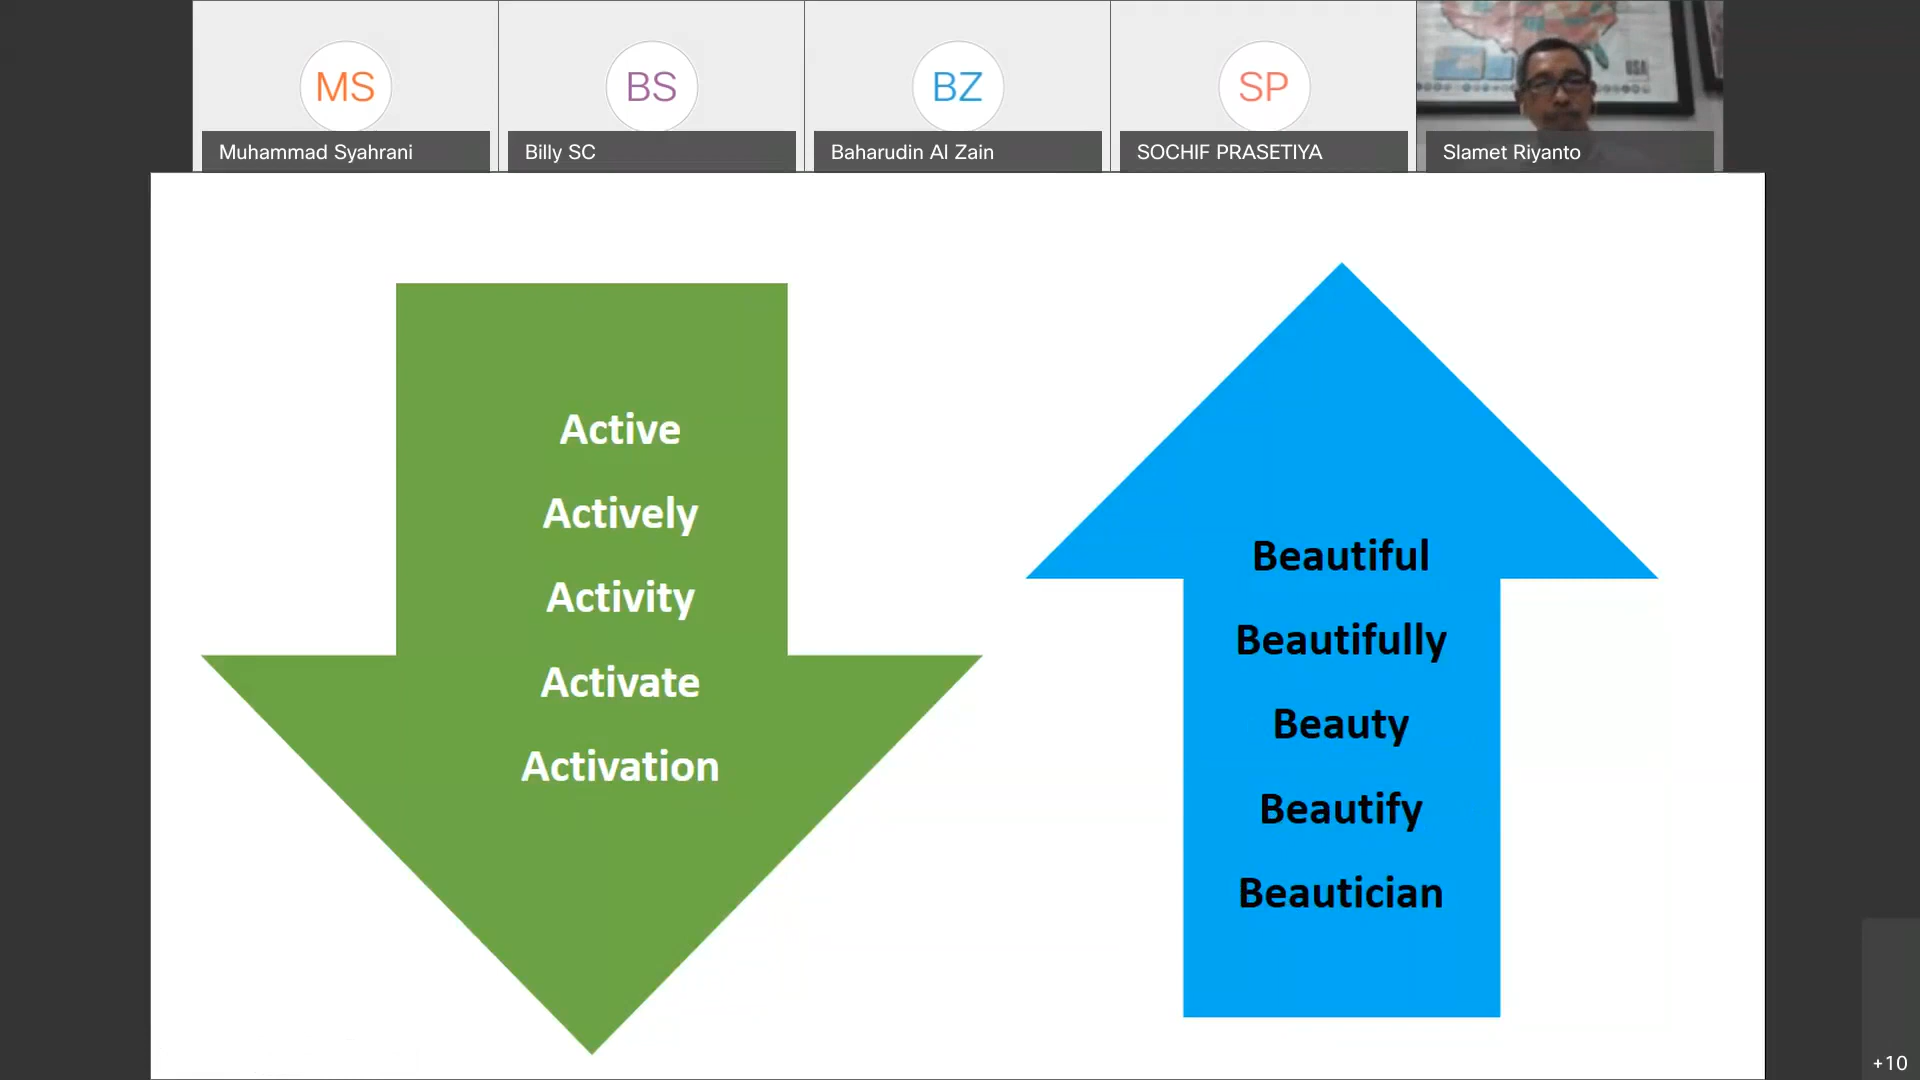 MS
BS
BZ
SP
USA
Muhammad Syahrani
Billy SC
Baharudin Al Zain
SOCHIF PRASETIYA
Slamet Riyanto
Active
Actively
Activity
Activate
Activation
Beautiful
Beautifully
Beauty
Beautify
Beautician
+10